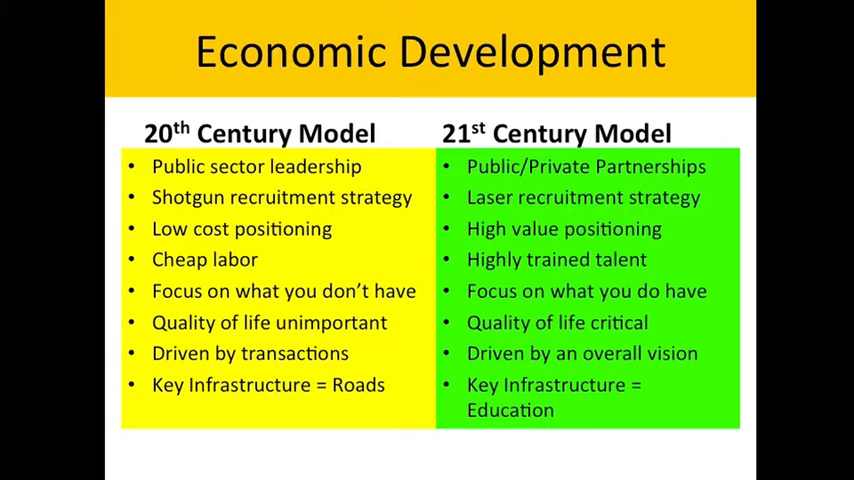 Economic Development
20th Century Model
• Public sector leadership
• Shotgun recruitment strategy
• Low cost positioning
• Cheap labor
• Focus on what you don’t have
• Quality of life unimportant
• Driven by transactions
• Key Infrastructure = Roads
21st Century Model
• Public/Private Partnerships
• Laser recruitment strategy
• High value positioning
• Highly trained talent
• Focus on what you do have
• Quality of life critical
• Driven by an overall vision
• Key Infrastructure =
Education